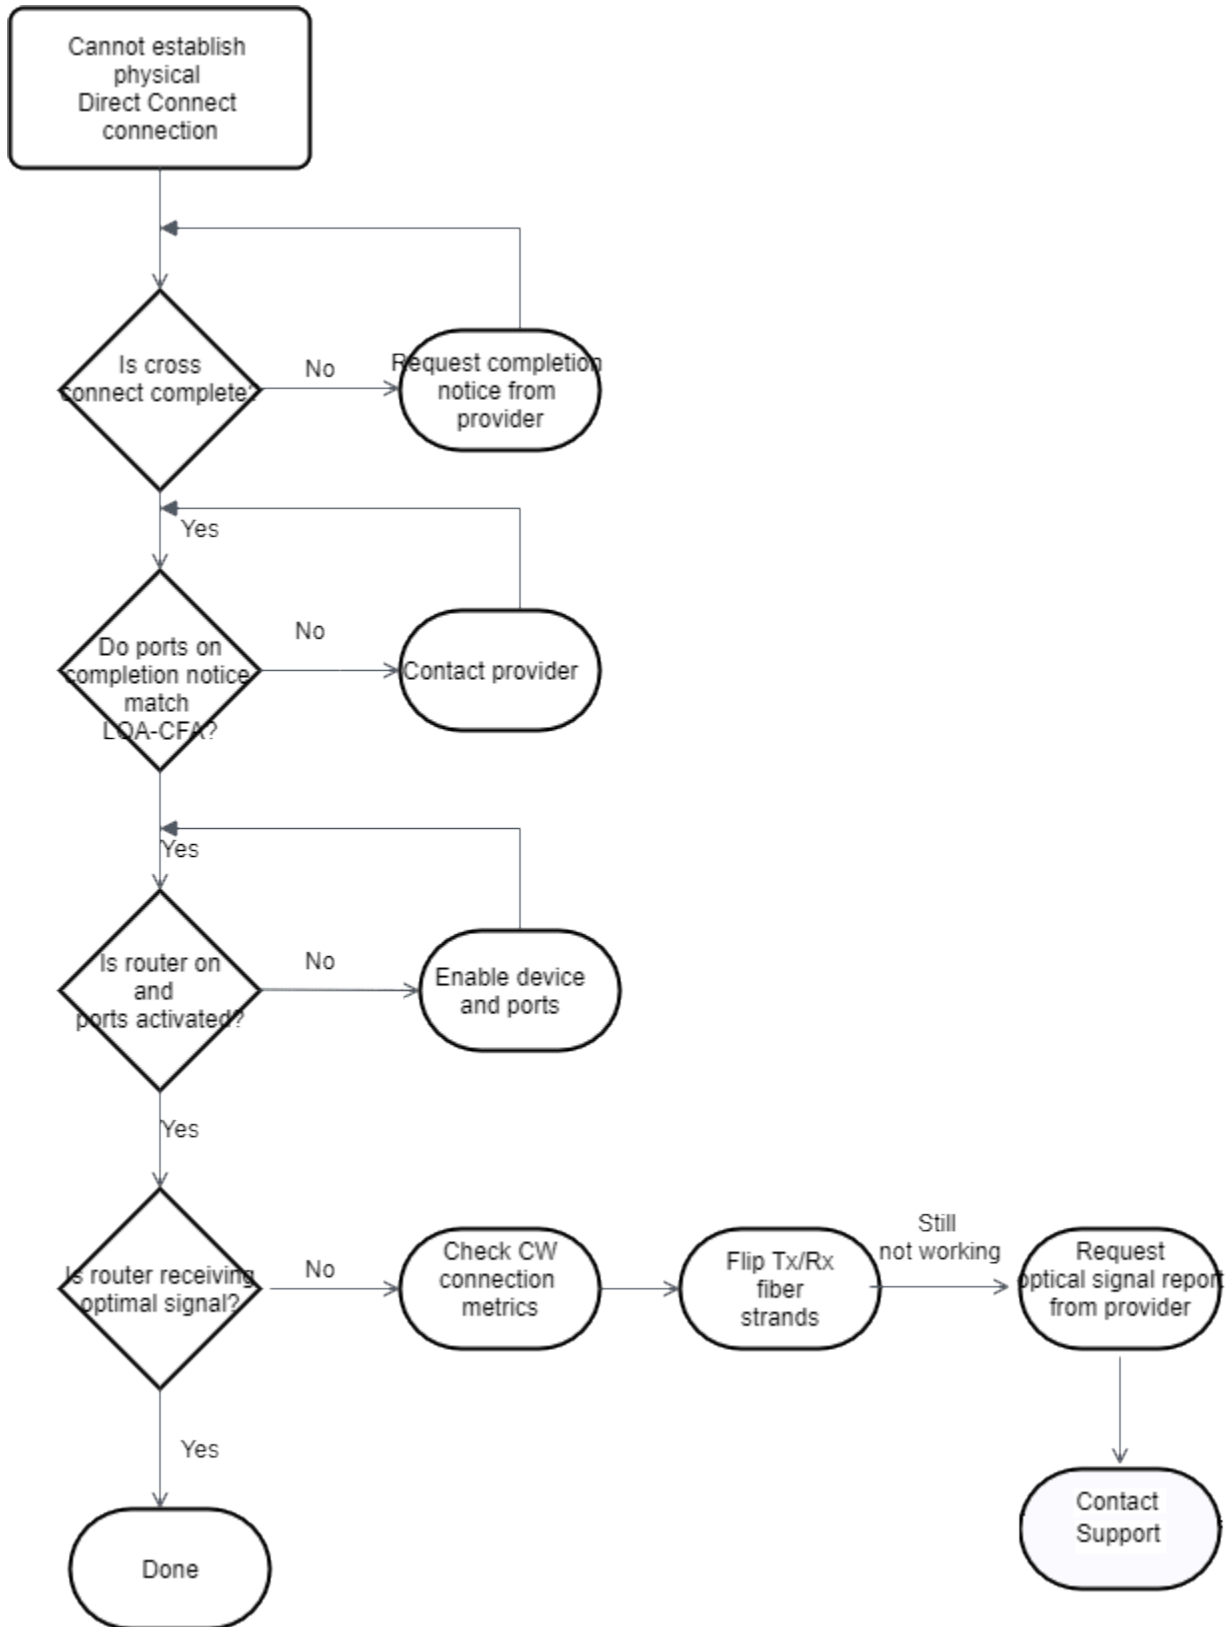 Cannot establish
physical
Direct Connect
connection
Is cross
connect complete?
No
Request completion
notice from
provider
Yes
Do ports on
completion notice
match
LOA-CFA?
No
Contact provider
Yes
Is router on
and
ports activated?
No
Enable device
and ports
Yes
Is router receiving
optimal signal?
No
Check CW
connection
metrics
Flip Tx/Rx
fiber
strands
Still
not working
Request
optical signal report
from provider
Yes
Contact
Support
Done